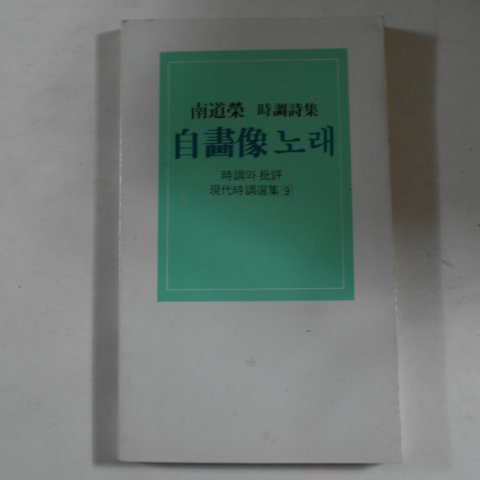 南道榮 時調詩集
自畵像 노래
時調와 批評
現代時調選集 9